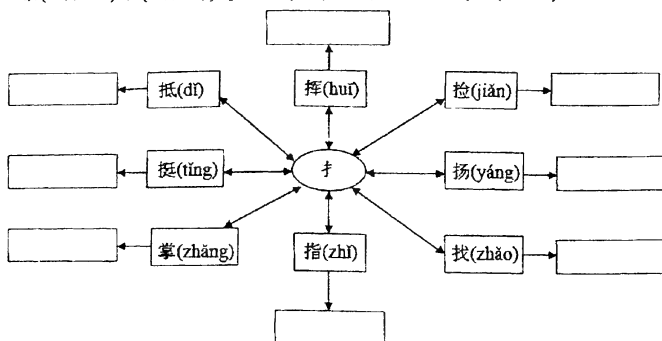 挥(huī)
抵(dǐ)
捡(jiǎn)
挺(tǐng)
扌
扬(yáng)
掌(zhǎng)
指(zhǐ)
找(zhǎo)